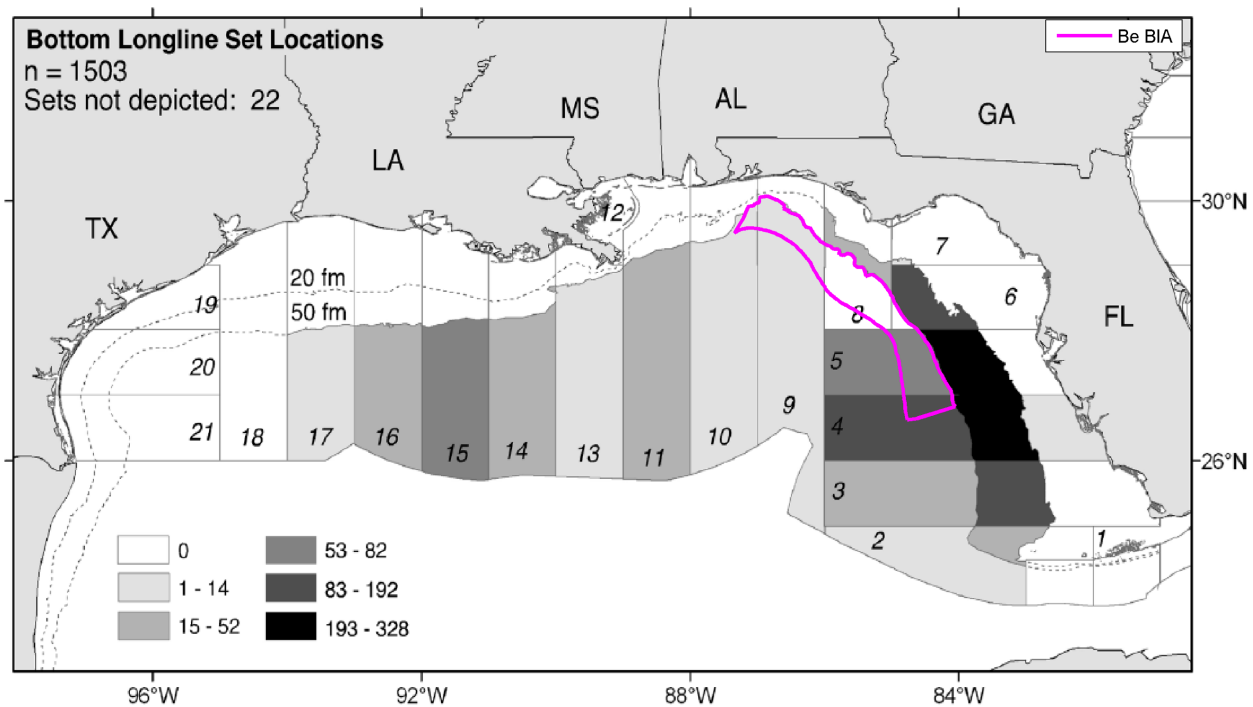 Bottom Longline Set Locations
n = 1503
Sets not depicted: 22
Be BIA
MS
AL
GA
LA
TX
FL
30°N
26°N
20 fm
50 fm
12
7
6
19
8
5
20
9
4
21
18
17
16
15
14
13
11
10
3
2
1
0
1 - 14
15 - 52
53 - 82
83 - 192
193 - 328
96°W
92°W
88°W
84°W